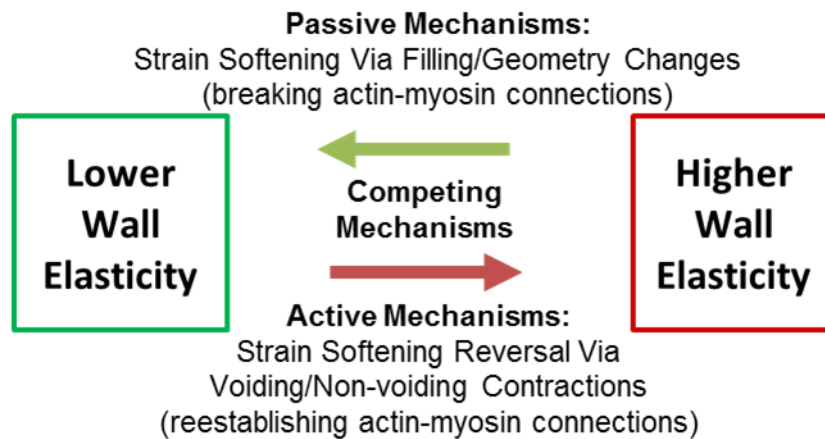 Passive Mechanisms:
Strain Softening Via Filling/Geometry Changes
(breaking actin-myosin connections)
Lower
Wall
Elasticity
Competing
Mechanisms
Higher
Wall
Elasticity
Active Mechanisms:
Strain Softening Reversal Via
Voiding/Non-voiding Contractions
(reestablishing actin-myosin connections)